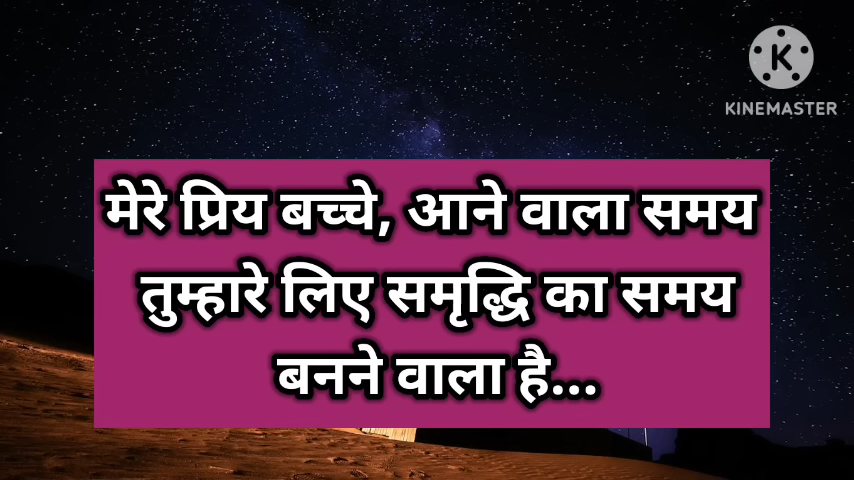 KINEMASTER
मेरे प्रिय बच्चे, आने वाला समय
तुम्हारे लिए समृद्धि का समय
बनने वाला है...